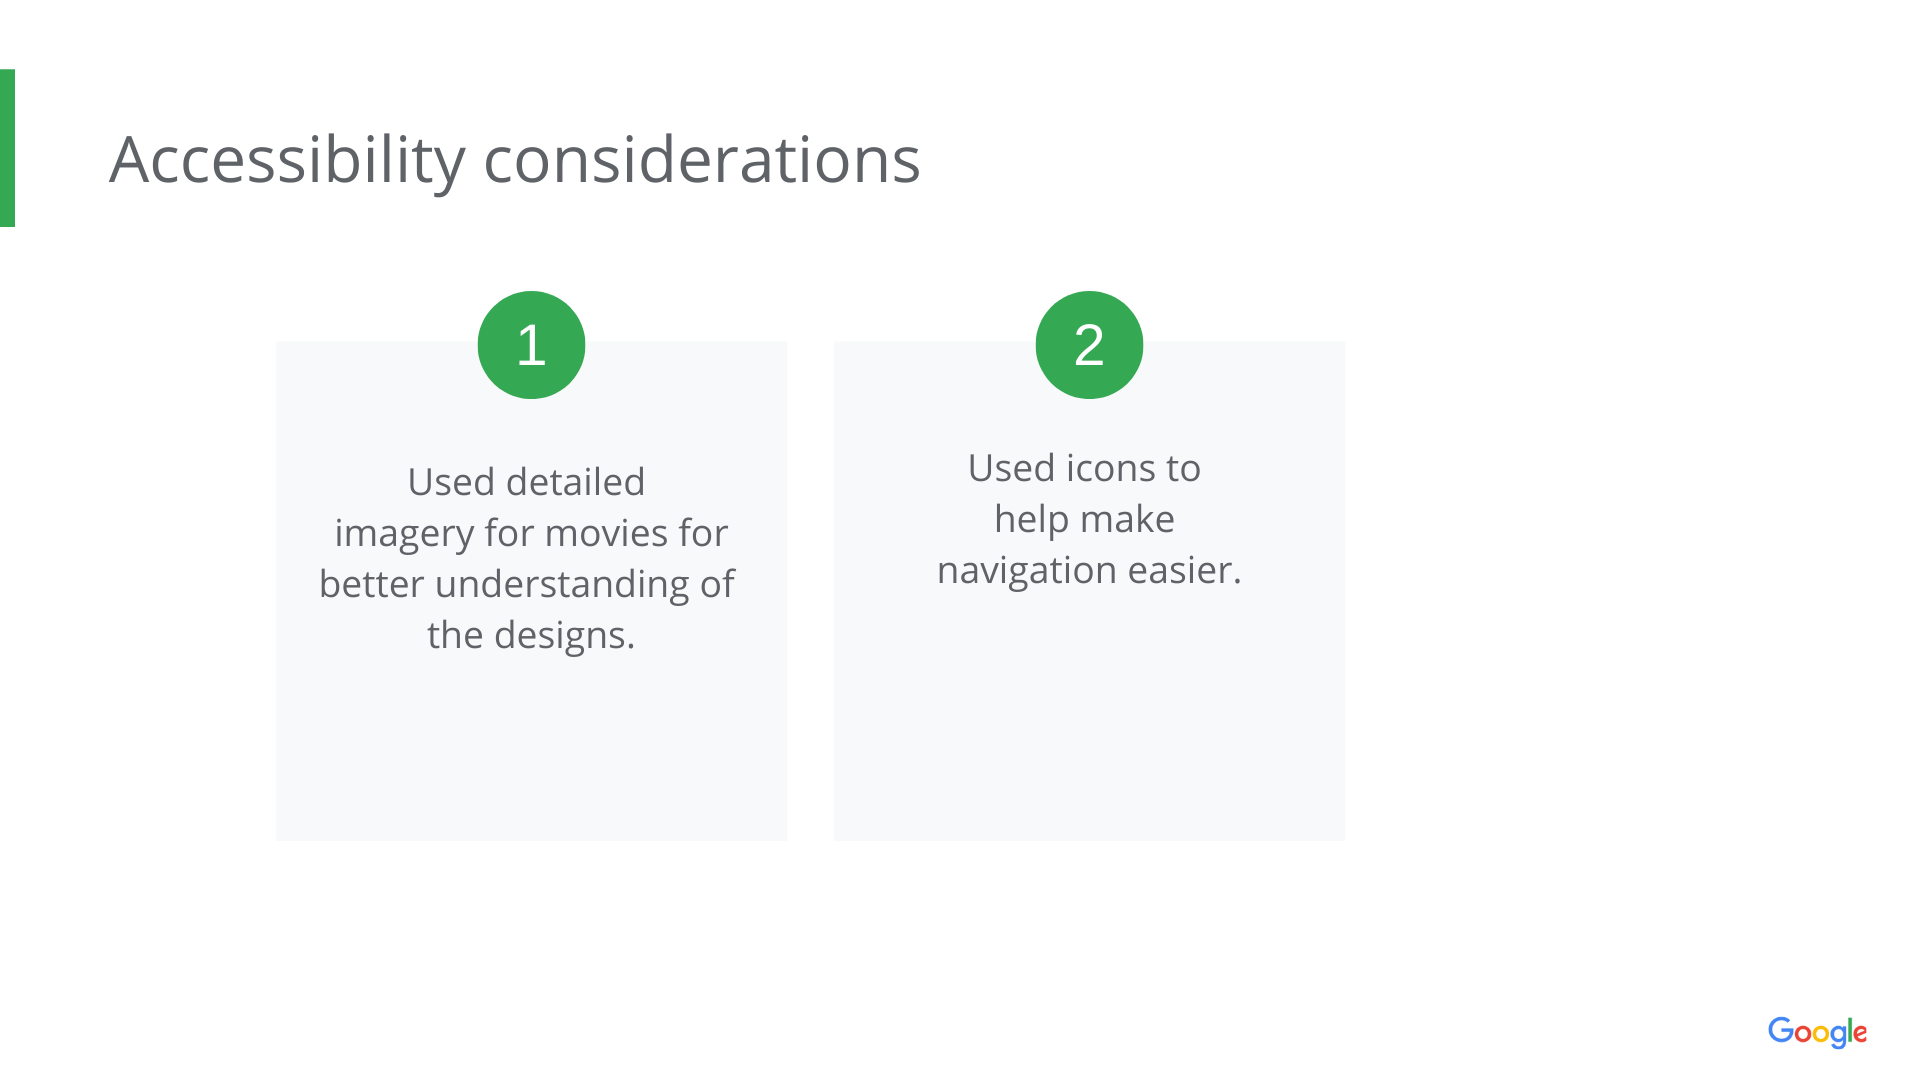 Accessibility considerations
1
Used detailed
imagery for movies for
better understanding of
the designs.
2
Used icons to
help make
navigation easier.
Google